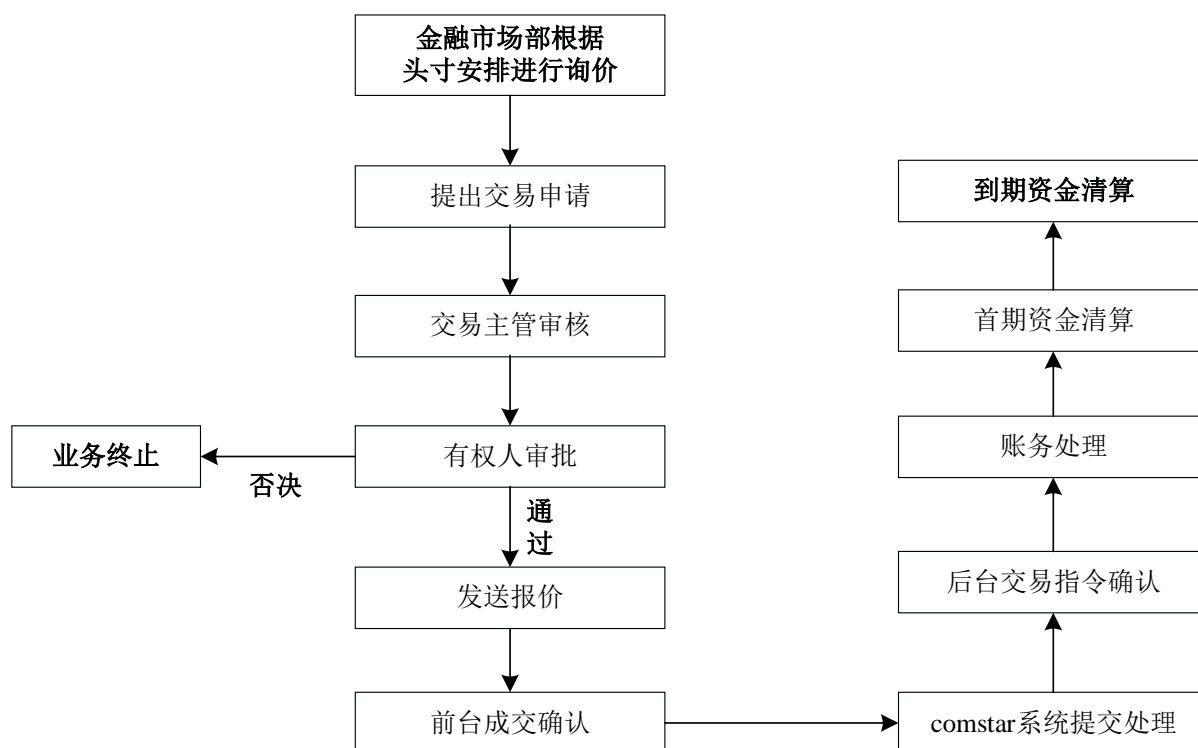 金融市场部根据
头寸安排进行询价
提出交易申请
交易主管审核
有权人审批
否决
业务终止
通
过
发送报价
前台成交确认
comstar系统提交处理
后台交易指令确认
账务处理
首期资金清算
到期资金清算